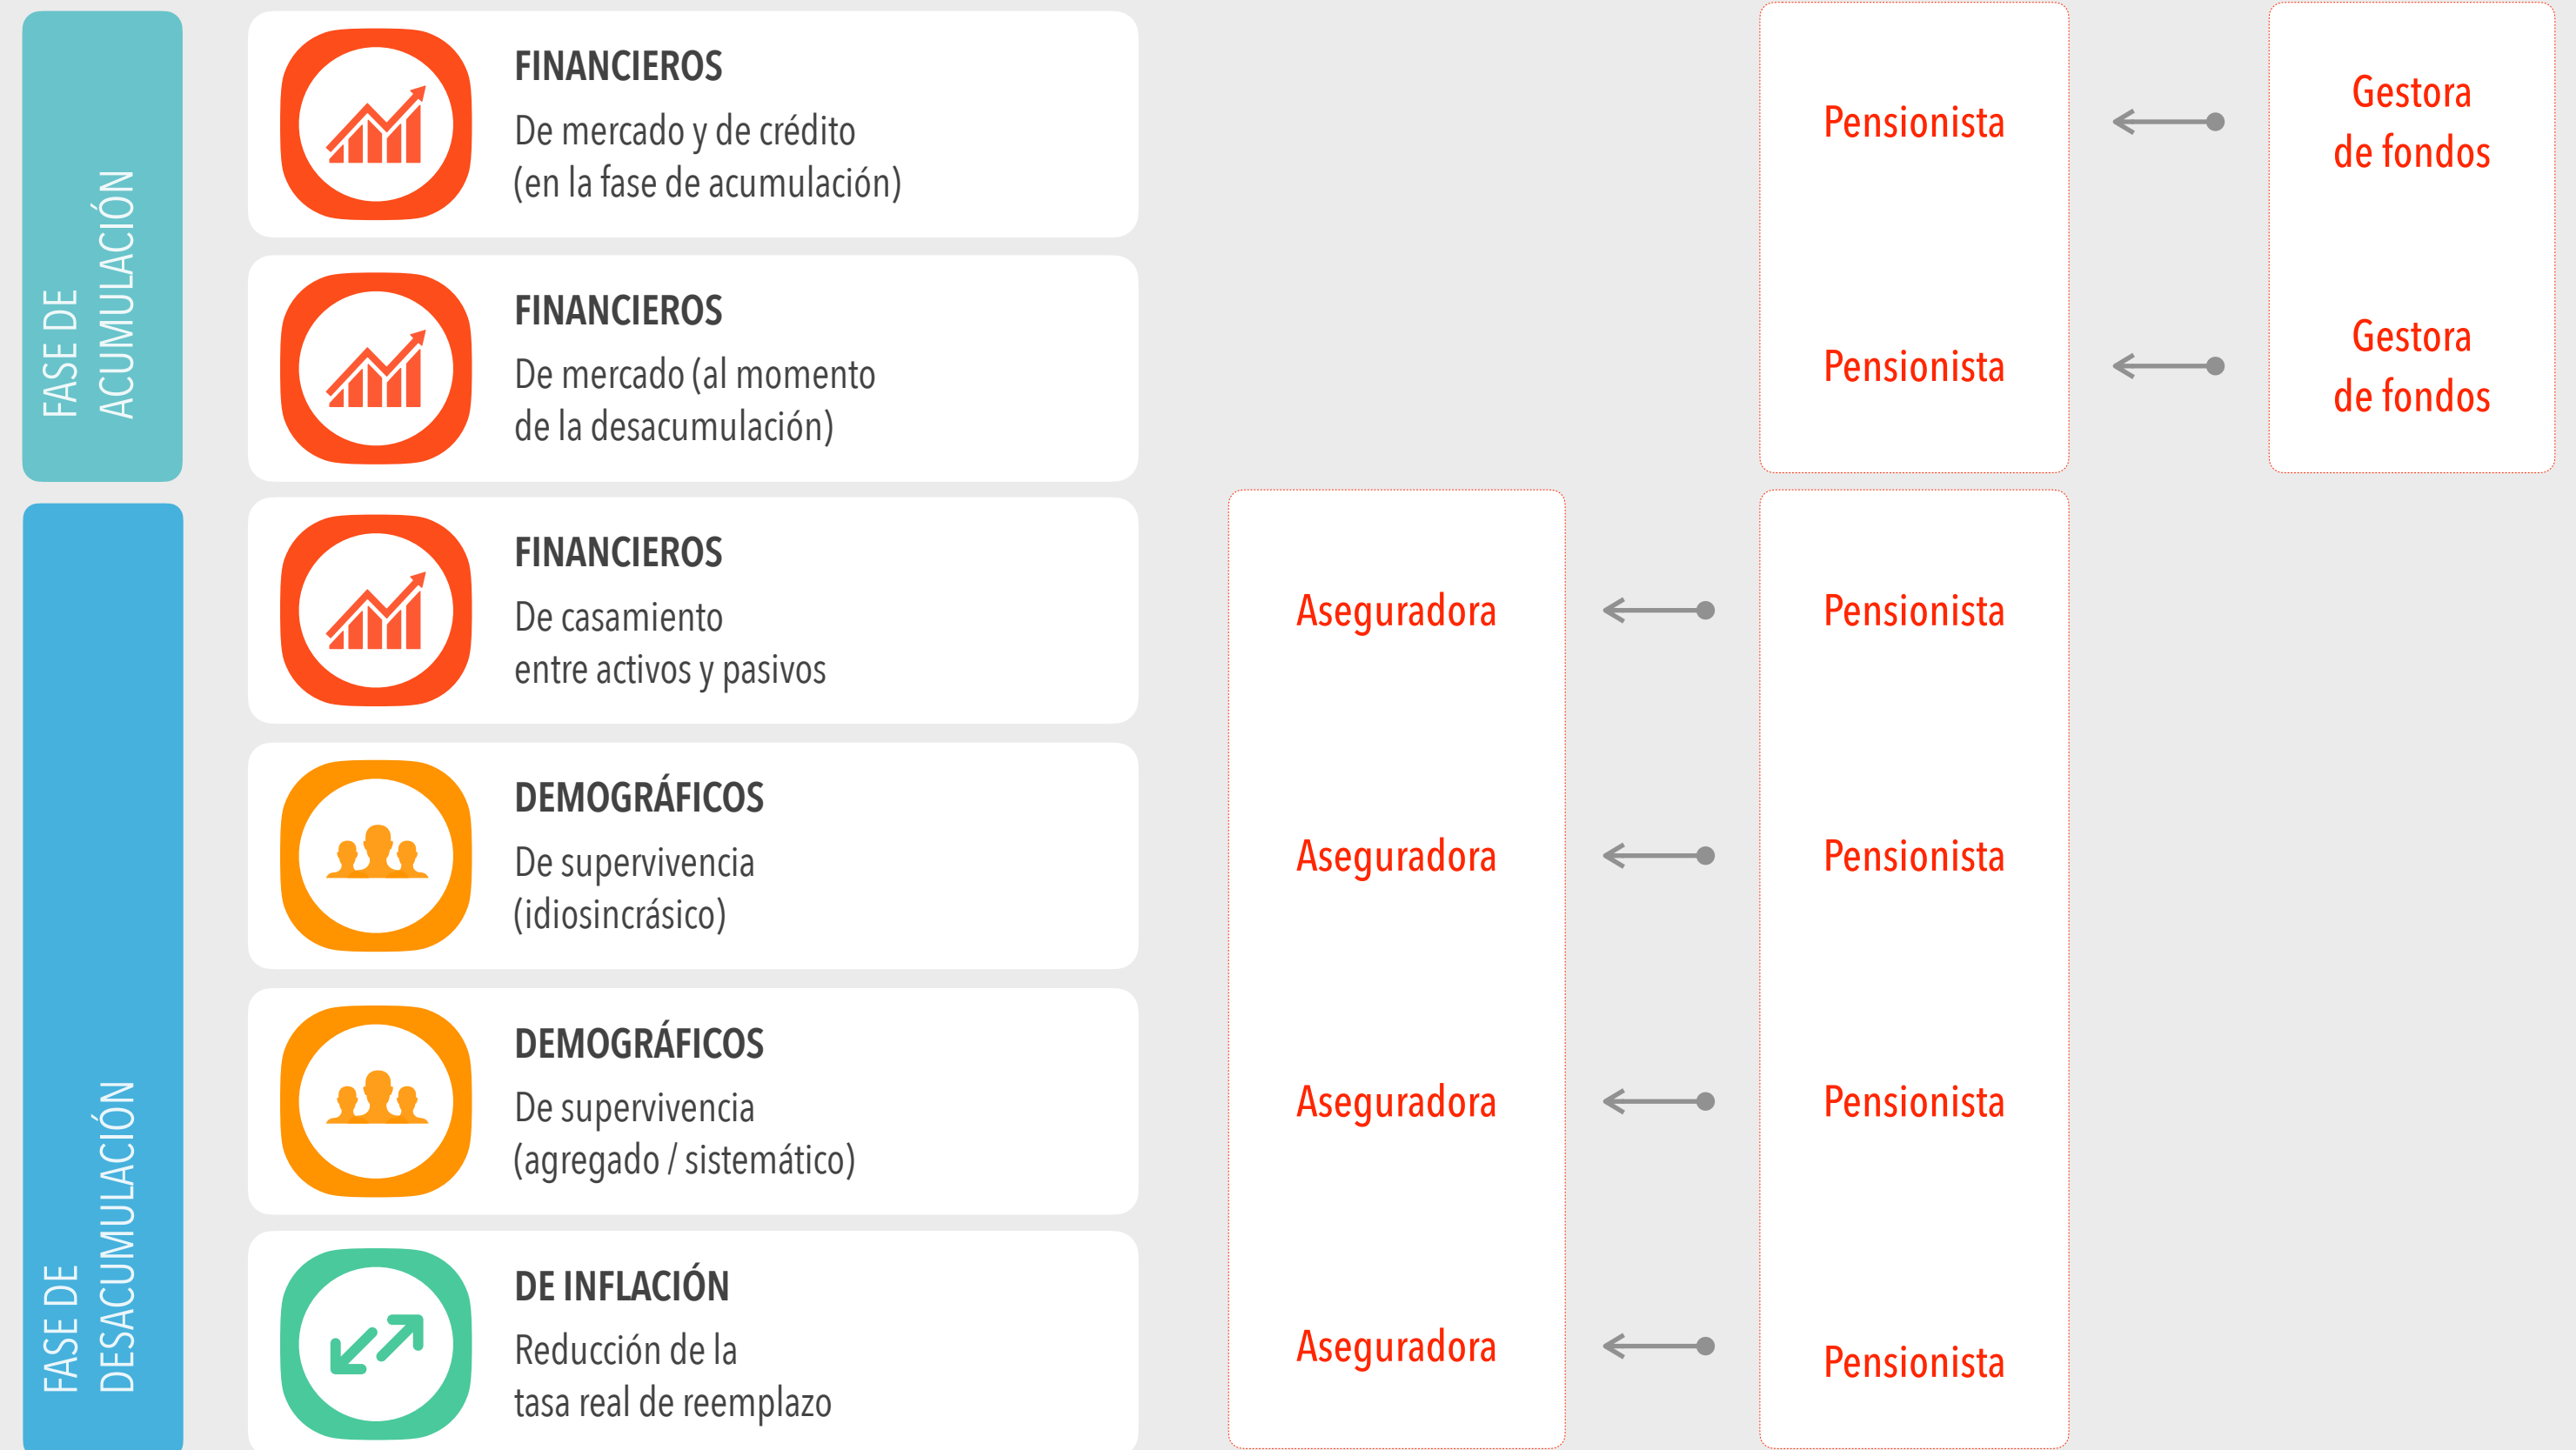 FASE DE
ACUMULACIÓN
FINANCIEROS
De mercado y de crédito
(en la fase de acumulación)
Pensionista
Gestora
de fondos
FINANCIEROS
De mercado (al momento
de la desacumulación)
Pensionista
Gestora
de fondos
FASE DE
DESACUMULACIÓN
FINANCIEROS
De casamiento
entre activos y pasivos
Aseguradora
Pensionista
DEMOGRÁFICOS
De supervivencia
(idiosincrásico)
Aseguradora
Pensionista
DEMOGRÁFICOS
De supervivencia
(agregado / sistemático)
Aseguradora
Pensionista
DE INFLACIÓN
Reducción de la
tasa real de reemplazo
Aseguradora
Pensionista